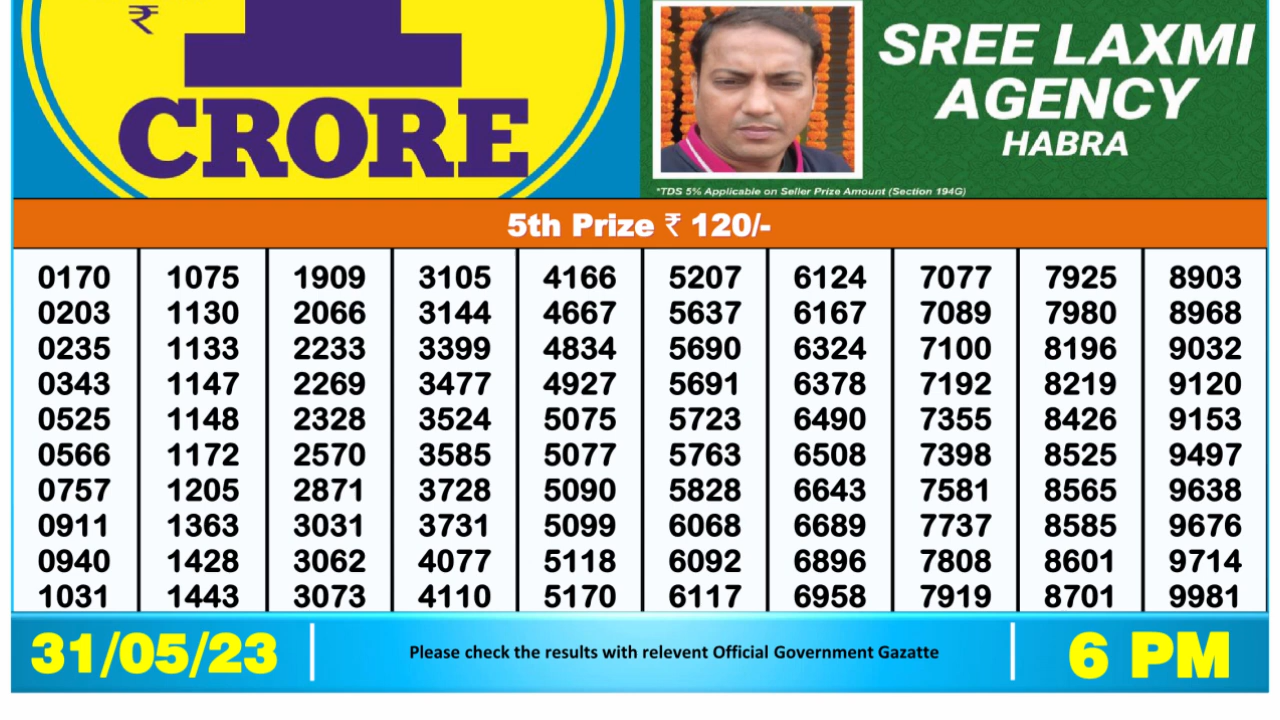 ₹
1
CRORE
SREE LAXMI
AGENCY
HABRA
*TDS 5% Applicable on Seller Prize Amount (Section 194G)
5th Prize ₹ 120/-
0170 1075 1909 3105 4166 5207 6124 7077 7925 8903
0203 1130 2066 3144 4667 5637 6167 7089 7980 8968
0235 1133 2233 3399 4834 5690 6324 7100 8196 9032
0343 1147 2269 3477 4927 5691 6378 7192 8219 9120
0525 1148 2328 3524 5075 5723 6490 7355 8426 9153
0566 1172 2570 3585 5077 5763 6508 7398 8525 9497
0757 1205 2871 3728 5090 5828 6643 7581 8565 9638
0911 1363 3031 3731 5099 6068 6689 7737 8585 9676
0940 1428 3062 4077 5118 6092 6896 7808 8601 9714
1031 1443 3073 4110 5170 6117 6958 7919 8701 9981
31/05/23 Please check the results with relevent Official Government Gazatte 6 PM